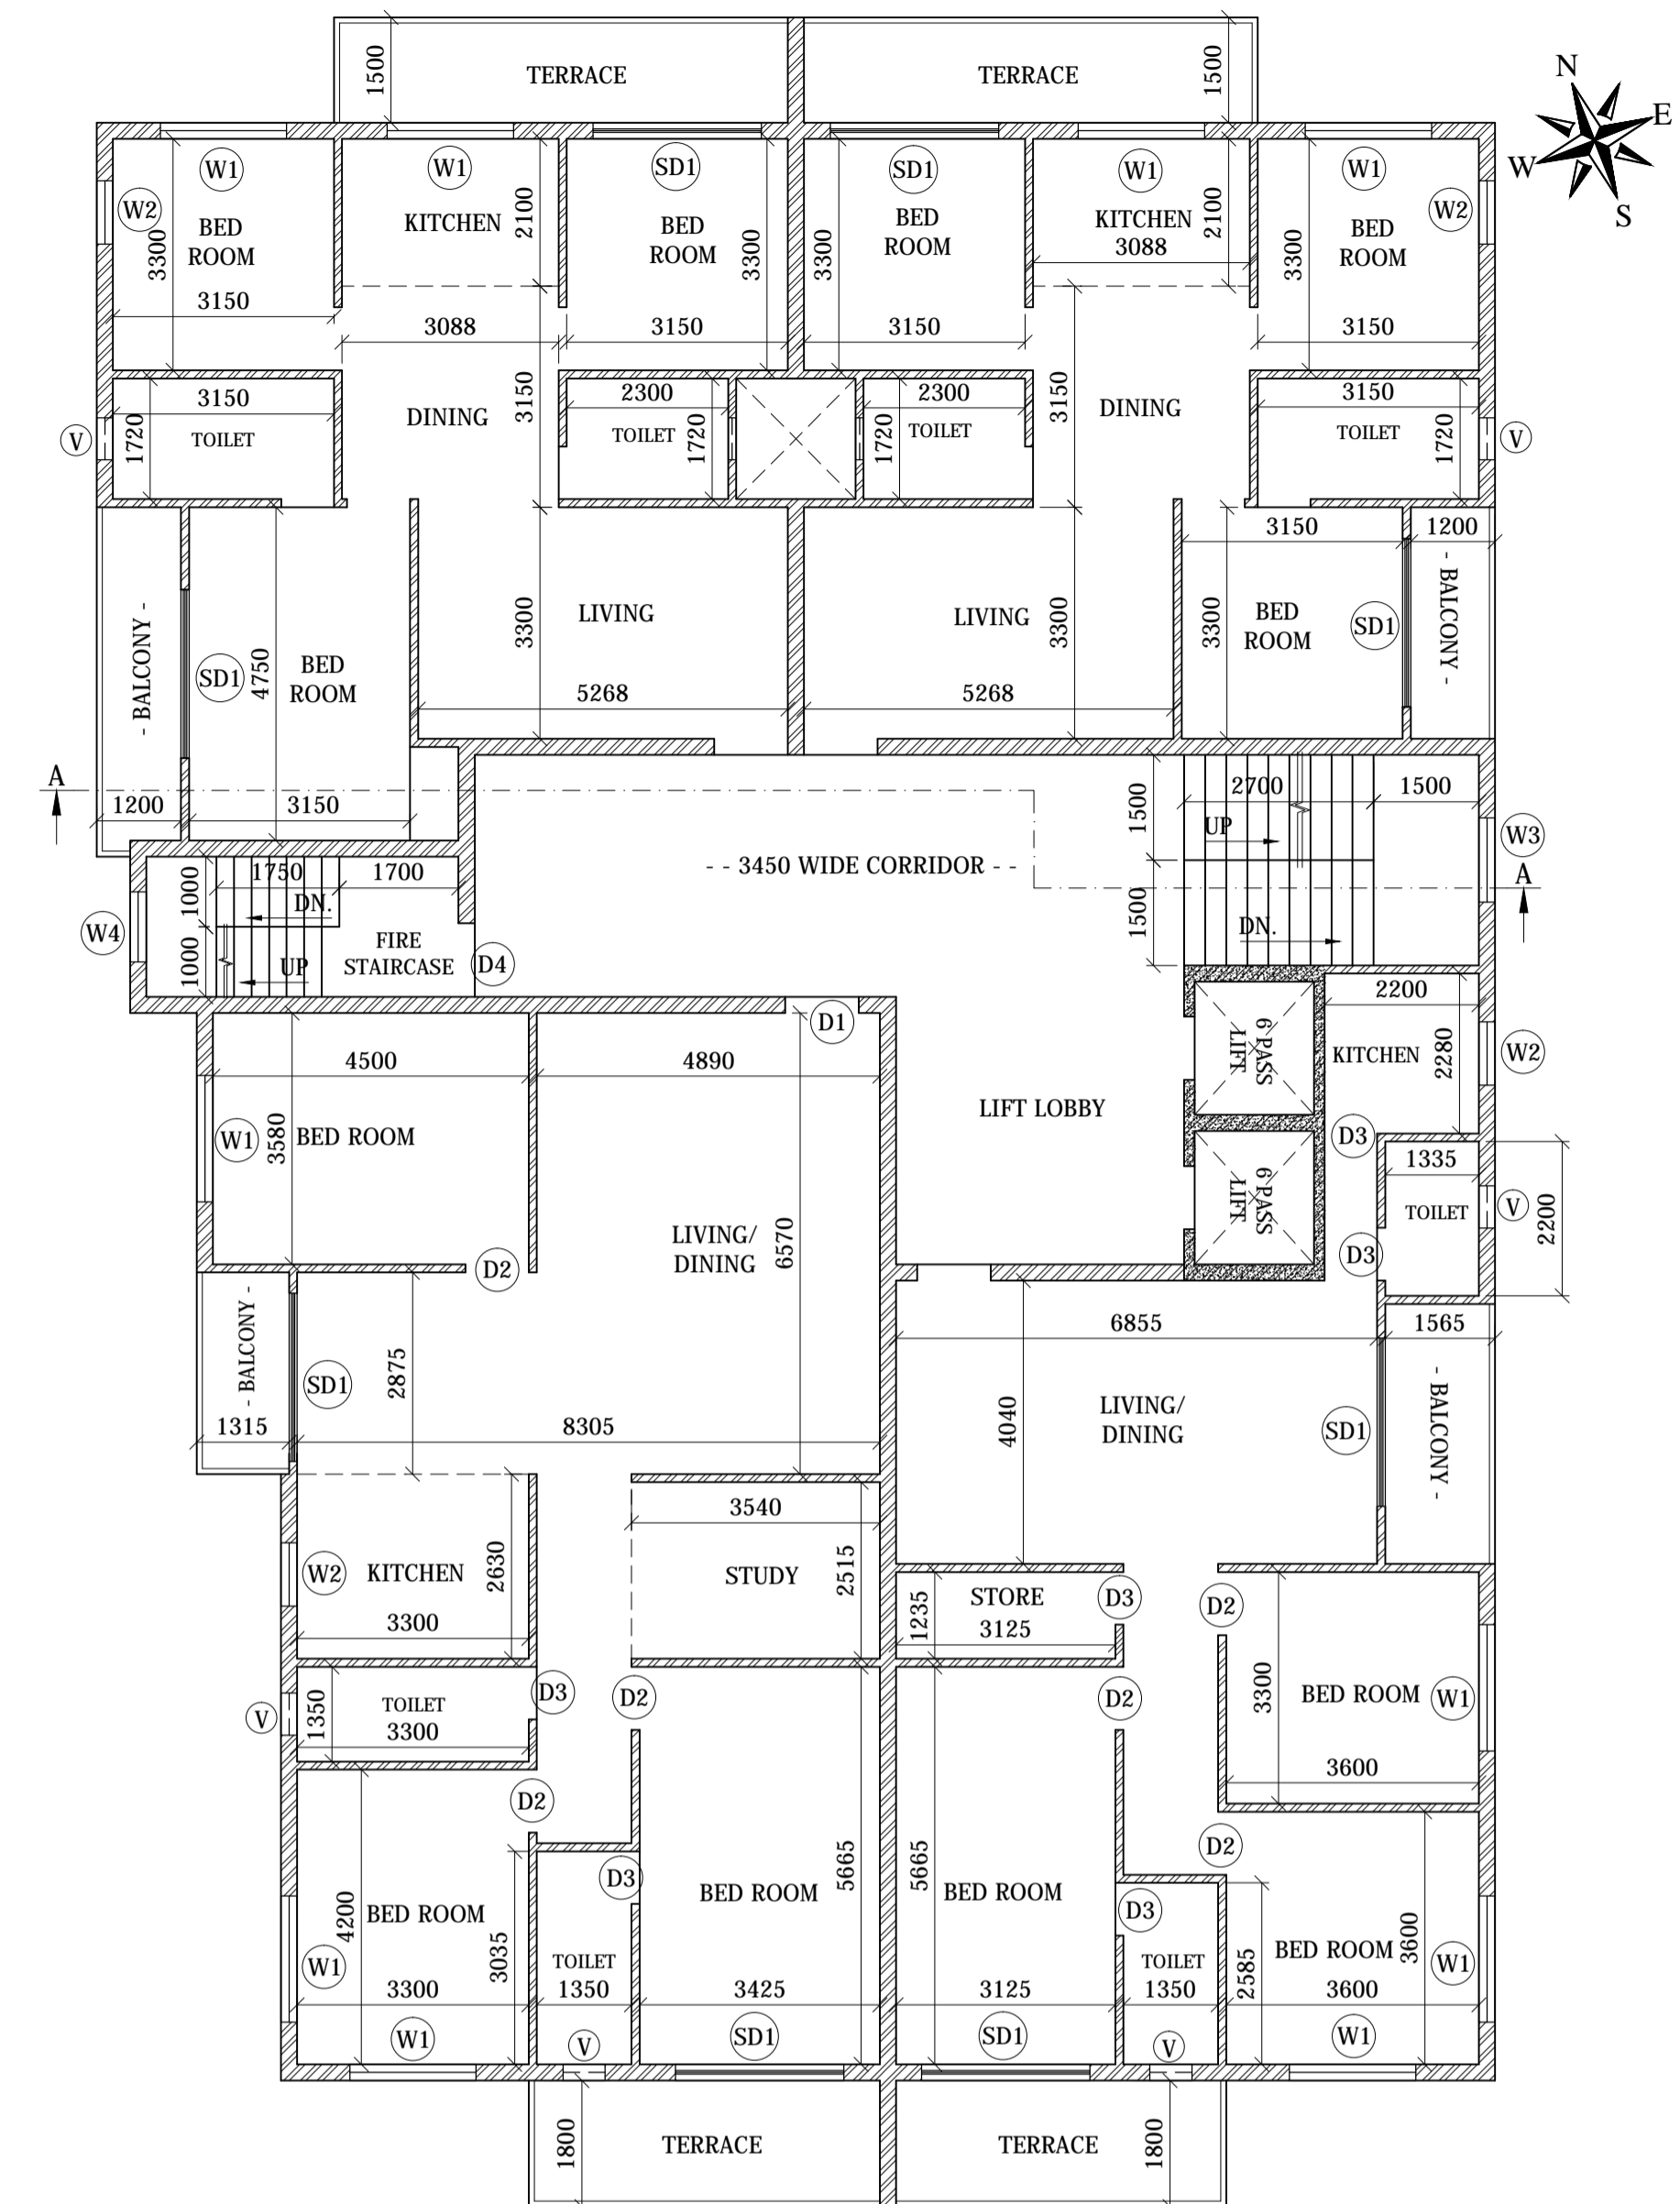 1500
TERRACE
TERRACE
1500
N
E
W
S
W1
W2
BED
ROOM
3300
3150
W1
KITCHEN
2100
3088
SD1
BED
ROOM
3300
3150
SD1
BED
ROOM
3300
3150
W1
KITCHEN
3088
2100
W1
W2
BED
ROOM
3300
3150
V
3150
1720
TOILET
DINING
3150
2300
TOILET
1720
2300
1720
TOILET
3150
DINING
3150
TOILET
1720
V
- BALCONY -
SD1
4750
BED
ROOM
1200
3150
LIVING
3300
5268
LIVING
3300
5268
3150
1200
3300
BED
ROOM
SD1
- BALCONY -
A
-- 3450 WIDE CORRIDOR --
1500
2700
1500
UP
1500
DN.
W3
A
1000
1750
1700
DN.
W4
1000
UP
FIRE
STAIRCASE
D4
D1
4500
4890
W1
3580
BED ROOM
LIVING/
DINING
6570
D2
LIFT LOBBY
6 PASS
LIFT
6 PASS
LIFT
2200
KITCHEN
2280
W2
D3
1335
TOILET
V
2200
D3
- BALCONY -
SD1
2875
1315
8305
6855
1565
4040
LIVING/
DINING
SD1
- BALCONY -
W2
KITCHEN
2630
3300
3540
STUDY
2515
STORE
1235
3125
D3
D2
V
1350
TOILET
3300
D3
D2
D2
3300
BED ROOM
W1
3600
D2
D2
4200
BED ROOM
W1
3300
W1
3035
D3
TOILET
1350
V
BED ROOM
5665
3425
SD1
5665
BED ROOM
3125
SD1
D3
TOILET
1350
V
2585
BED ROOM
3600
W1
3600
W1
1800
TERRACE
TERRACE
1800